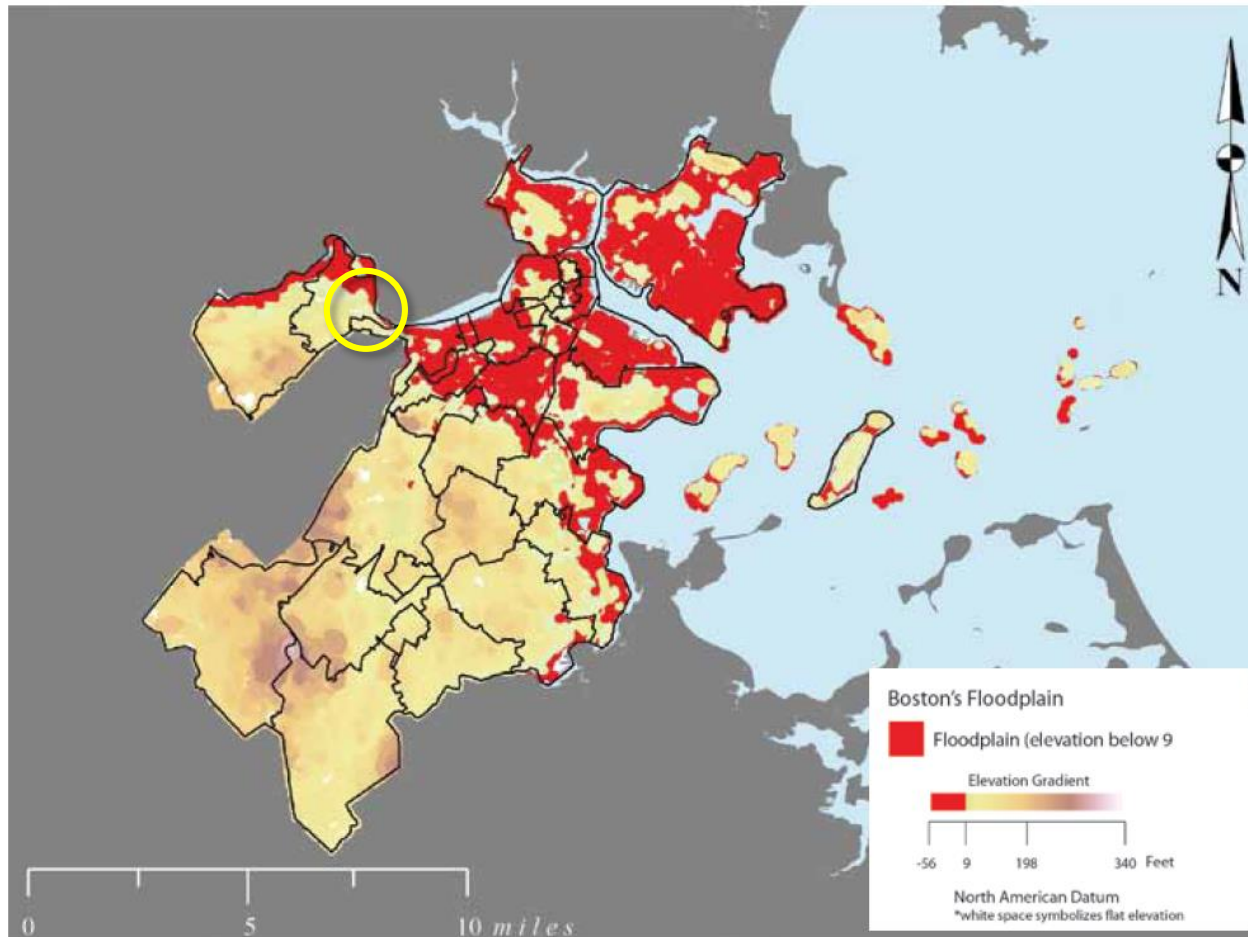 N
Boston's Floodplain
Floodplain (elevation below 9
Elevation Gradient
-56 9 198 340 Feet
North American Datum
*white space symbolizes flat elevation
0 5 10 miles